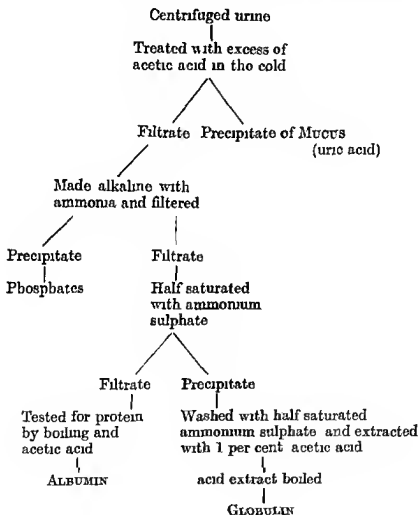 Centrifuged urine
Treated with excess of
acetic acid in the cold
Filtrate Precipitate of Mucus
(uric acid)
Made alkaline with
ammonia and filtered
Precipitate Filtrate
Phosphates Half saturated
with ammonium
sulphate
Filtrate Precipitate
Tested for protein Washed with half saturated
by boiling and ammonium sulphate and extracted
acetic acid with 1 per cent acetic acid
ALBUMIN acid extract boiled
GLOBULIN